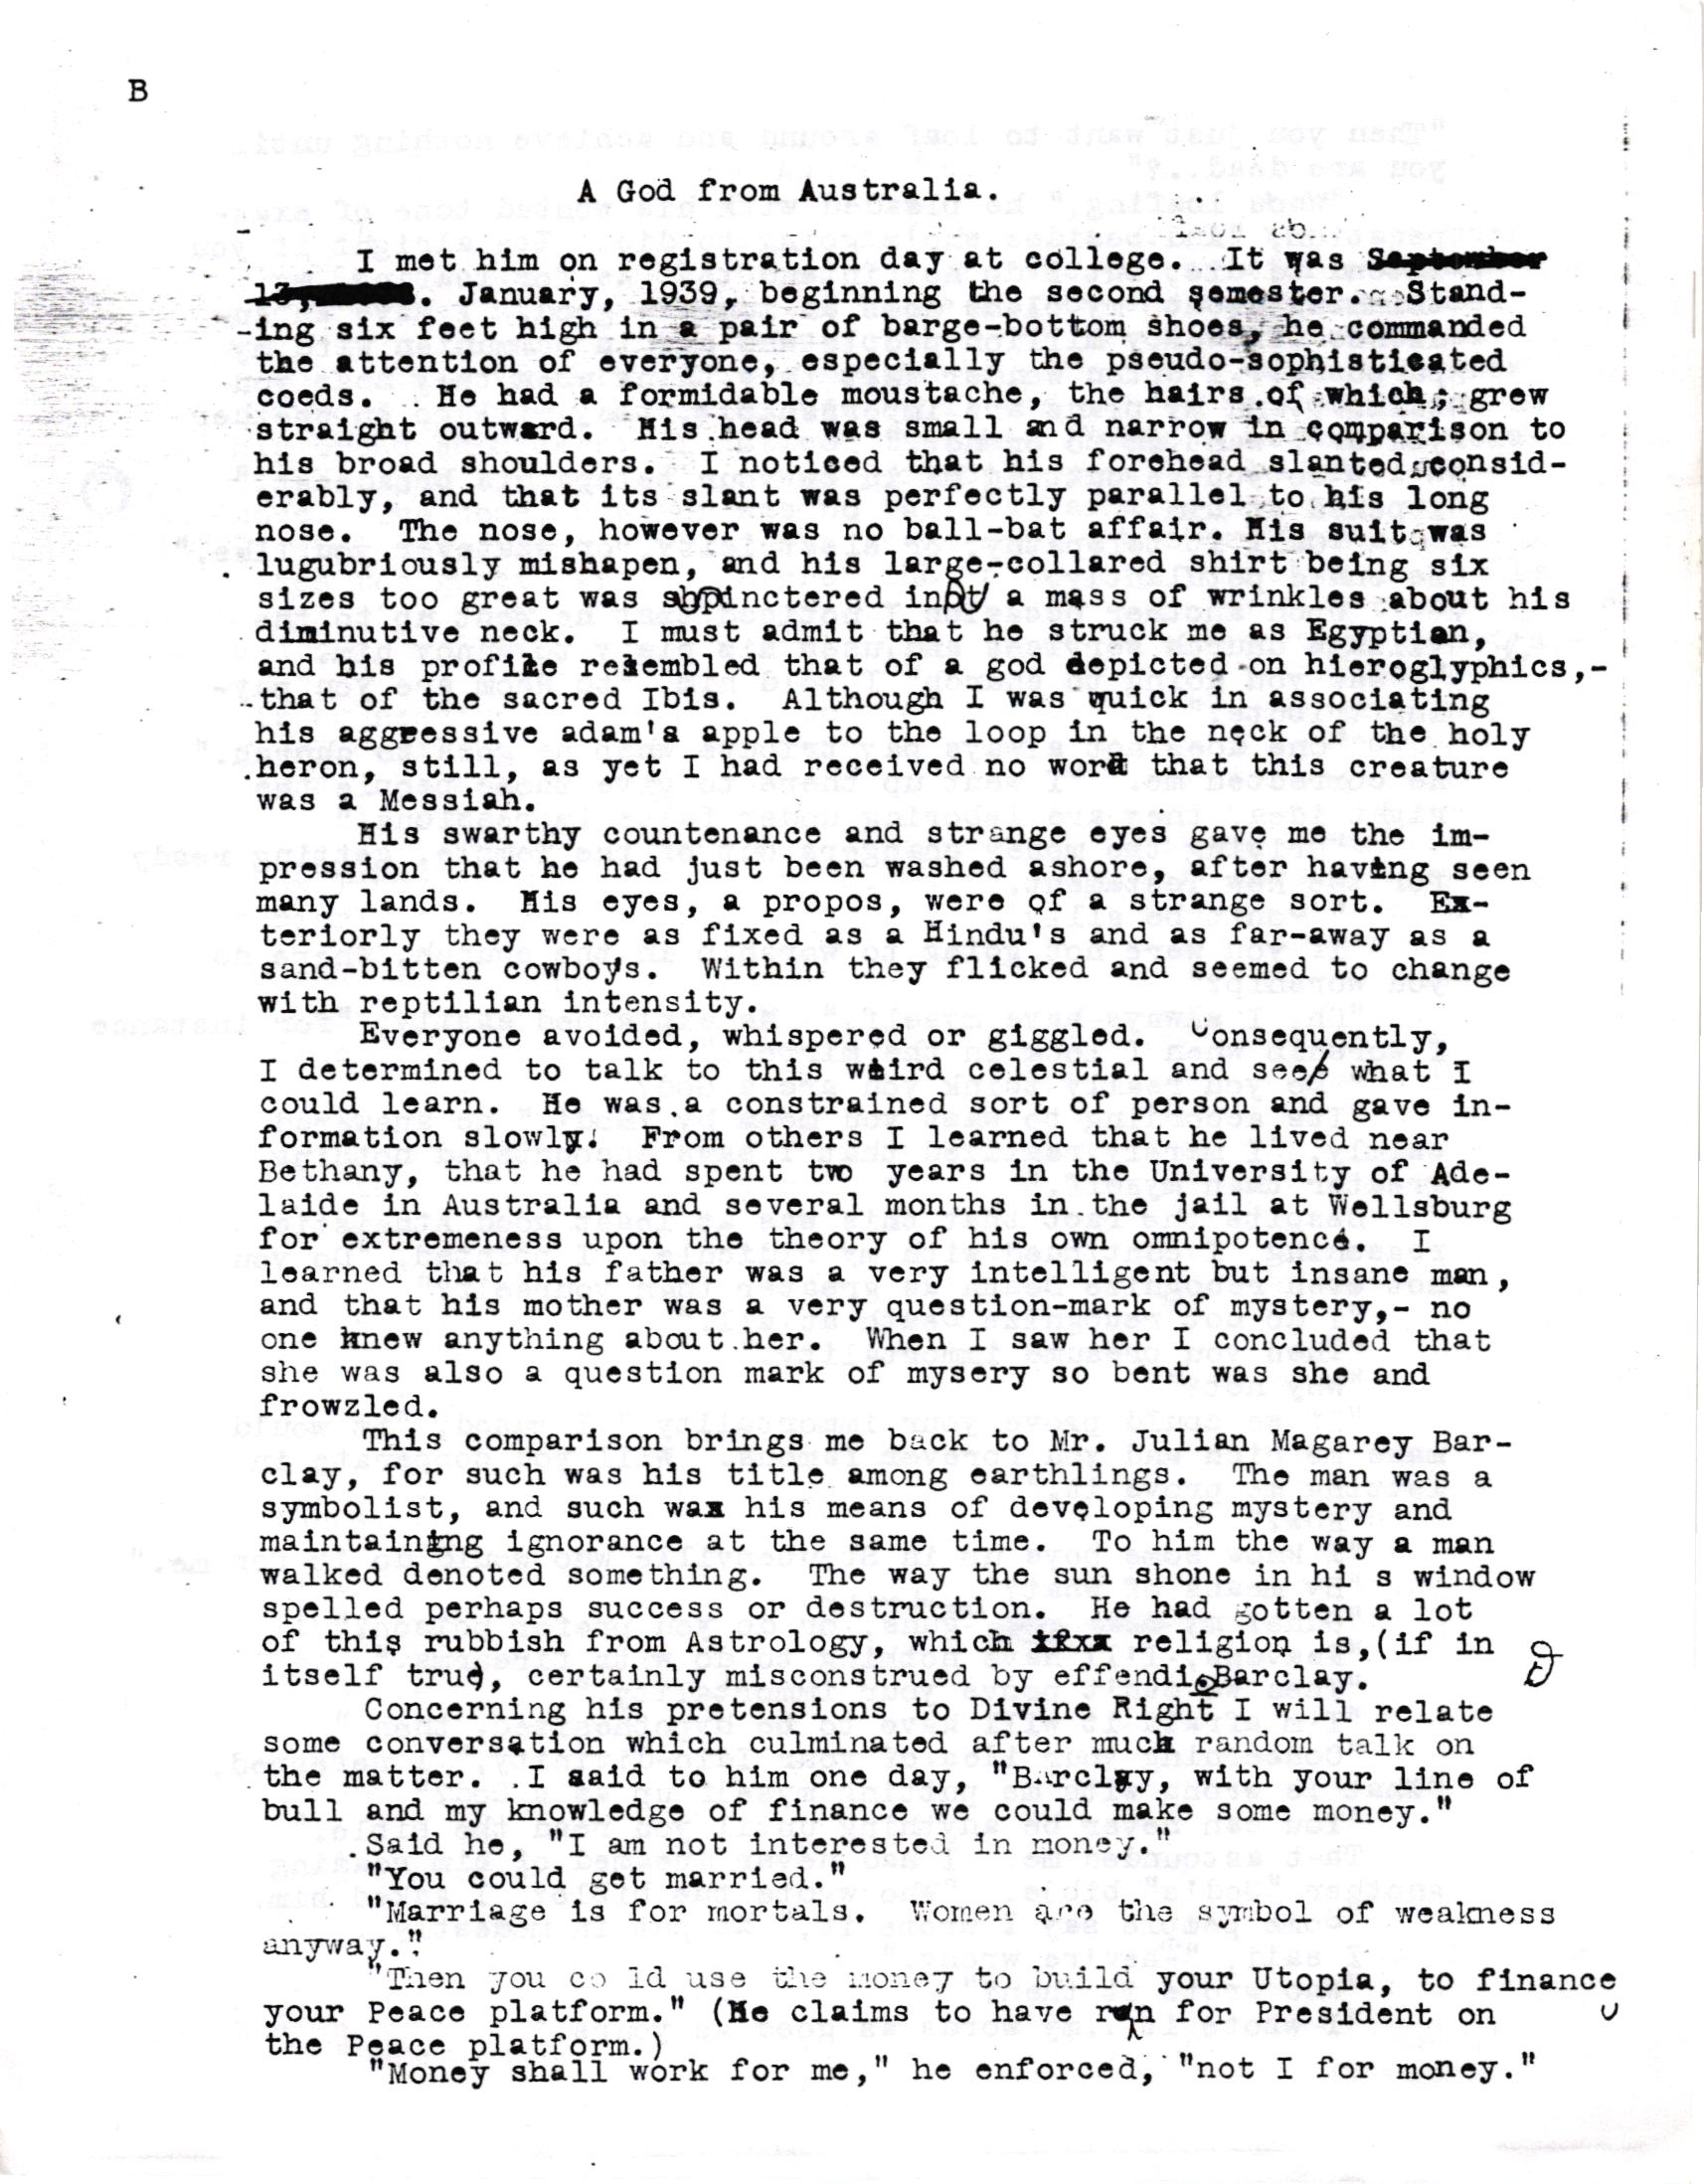 B
A God from Australia.
I met him on registration day at college. It was September
13, . January, 1939, beginning the second semester. Stand-
-ing six feet high in a pair of barge-bottom shoes, he commanded
the attention of everyone, especially the pseudo-sophisticated
coeds. He had a formidable moustache, the hairs of which grew
straight outward. His head was small and narrow in comparison to
his broad shoulders. I noticed that his forehead slanted consid-
erably, and that its slant was perfectly parallel to his long
nose. The nose, however was no ball-bat affair. His suit was
lugubriously mishapen, and his large-collared shirt being six
sizes too great was sphinctered into a mass of wrinkles about his
diminutive neck. I must admit that he struck me as Egyptian,
and his profile resembled that of a god depicted on hieroglyphics,-
that of the sacred Ibis. Although I was quick in associating
his aggressive adam's apple to the loop in the neck of the holy
heron, still, as yet I had received no word that this creature
was a Messiah.
His swarthy countenance and strange eyes gave me the im-
pression that he had just been washed ashore, after having seen
many lands. His eyes, a propos, were of a strange sort. Ex-
teriorly they were as fixed as a Hindu's and as far-away as a
sand-bitten cowboys. Within they flicked and seemed to change
with reptilian intensity.
Everyone avoided, whispered or giggled. Consequently,
I determined to talk to this weird celestial and see what I
could learn. He was a constrained sort of person and gave in-
formation slowly. From others I learned that he lived near
Bethany, that he had spent two years in the University of Ade-
laide in Australia and several months in the jail at Wellsburg
for extremeness upon the theory of his own omnipotence. I
learned that his father was a very intelligent but insane man,
and that his mother was a very question-mark of mystery,- no
one knew anything about her. When I saw her I concluded that
she was also a question mark of mysery so bent was she and
frowzled.
This comparison brings me back to Mr. Julian Magarey Bar-
clay, for such was his title among earthlings. The man was a
symbolist, and such was his means of developing mystery and
maintaining ignorance at the same time. To him the way a man
walked denoted something. The way the sun shone in hi s window
spelled perhaps success or destruction. He had gotten a lot
of this rubbish from Astrology, which religion is,(if in
itself true), certainly misconstrued by effendi Barclay.
Concerning his pretensions to Divine Right I will relate
some conversation which culminated after much random talk on
the matter. I said to him one day, "Barclay, with your line of
bull and my knowledge of finance we could make some money."
Said he, "I am not interested in money."
"You could get married."
"Marriage is for mortals. Women are the symbol of weakness
anyway."
"Then you co ld use the money to build your Utopia, to finance
your Peace platform." (He claims to have run for President on
the Peace platform.)
"Money shall work for me," he enforced, "not I for money."